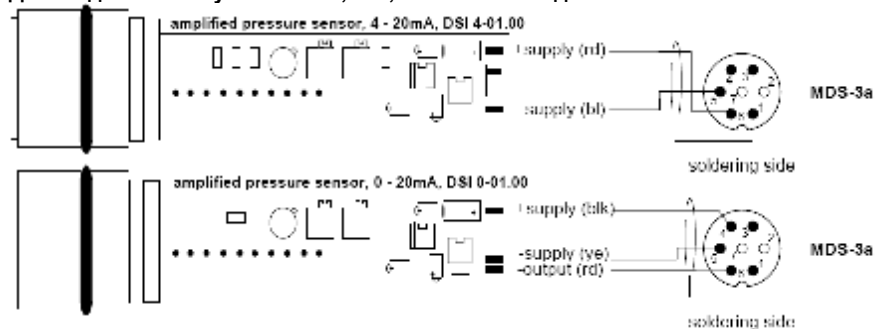 amplified pressure sensor, 4 - 20mA, DSI 4-01.00
+supply (rd)
-supply (bl)
MDS-3a
soldering side
amplified pressure sensor, 0 - 20mA, DSI 0-01.00
+supply (blk)
-supply (ye)
-output (rd)
MDS-3a
soldering side